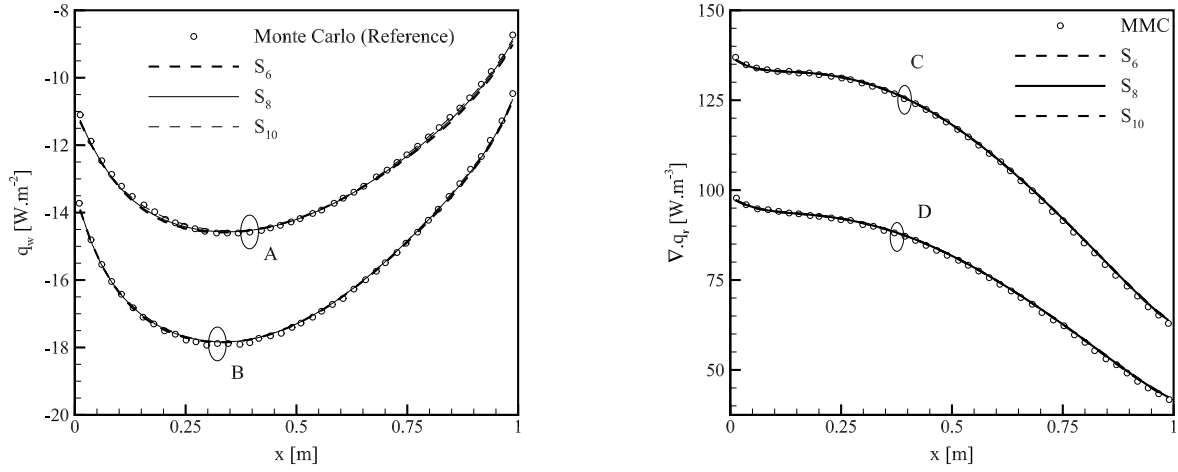 -8
-10
-12
-14
-16
-18
-20
q_w [W.m^-2]
Monte Carlo (Reference)
S_6
S_8
S_10
A
B
0
0.25
0.5
0.75
1
x [m]
150
125
100
75
50
∇.q_r [W.m^-3]
MMC
S_6
S_8
S_10
C
D
0
0.25
0.5
0.75
1
x [m]